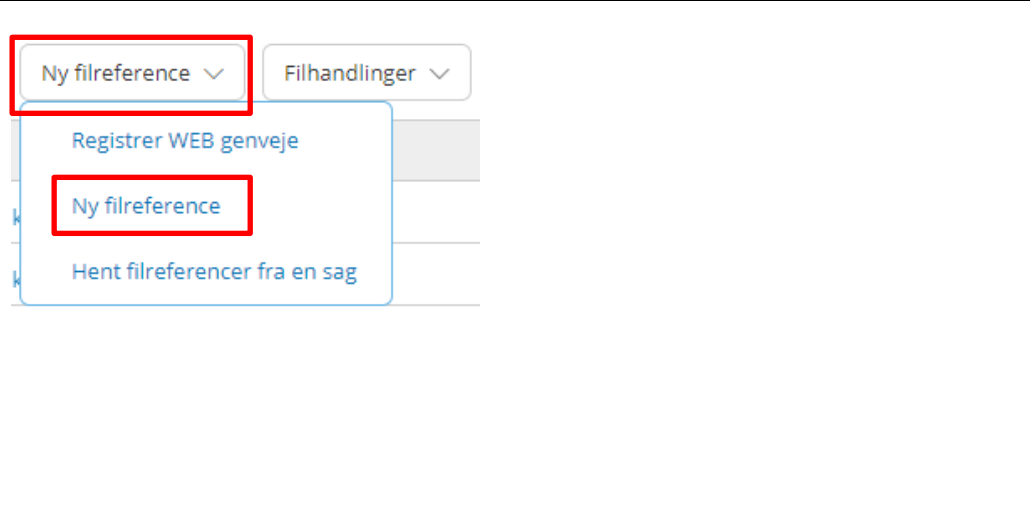 Ny filreference Filhandlinger
Registrer WEB genveje
Ny filreference
Hent filreferencer fra en sag